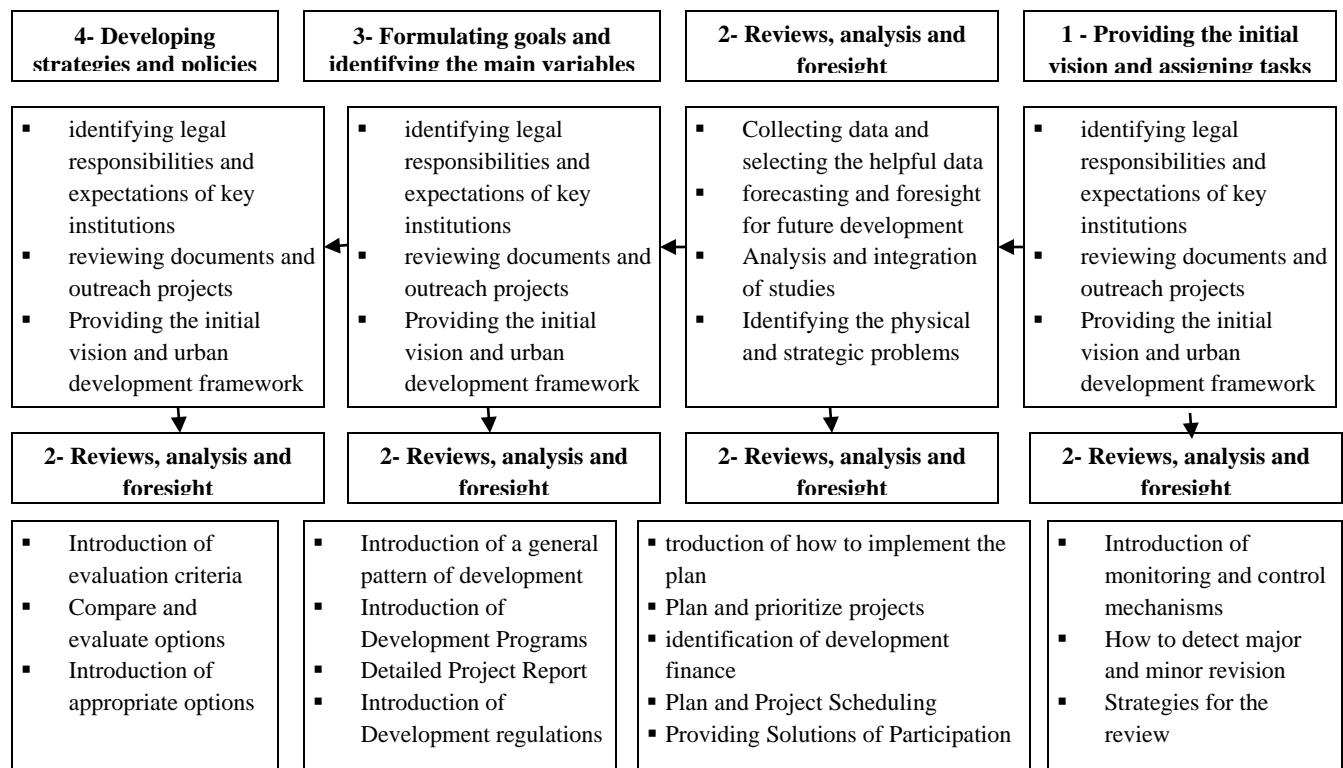 4- Developing
strategies and policies
3- Formulating goals and
identifying the main variables
2- Reviews, analysis and
foresight
1 - Providing the initial
vision and assigning tasks
▪ identifying legal
responsibilities and
expectations of key
institutions
▪ reviewing documents and
outreach projects
▪ Providing the initial
vision and urban
development framework
▪ identifying legal
responsibilities and
expectations of key
institutions
▪ reviewing documents and
outreach projects
▪ Providing the initial
vision and urban
development framework
▪ Collecting data and
selecting the helpful data
▪ forecasting and foresight
for future development
▪ Analysis and integration
of studies
▪ Identifying the physical
and strategic problems
▪ identifying legal
responsibilities and
expectations of key
institutions
▪ reviewing documents and
outreach projects
▪ Providing the initial
vision and urban
development framework
2- Reviews, analysis and
foresight
2- Reviews, analysis and
foresight
2- Reviews, analysis and
foresight
2- Reviews, analysis and
foresight
▪ Introduction of
evaluation criteria
▪ Compare and
evaluate options
▪ Introduction of
appropriate options
▪ Introduction of a general
pattern of development
▪ Introduction of
Development Programs
▪ Detailed Project Report
▪ Introduction of
Development regulations
▪ troduction of how to implement the
plan
▪ Plan and prioritize projects
▪ identification of development
finance
▪ Plan and Project Scheduling
▪ Providing Solutions of Participation
▪ Introduction of
monitoring and control
mechanisms
▪ How to detect major
and minor revision
▪ Strategies for the
review